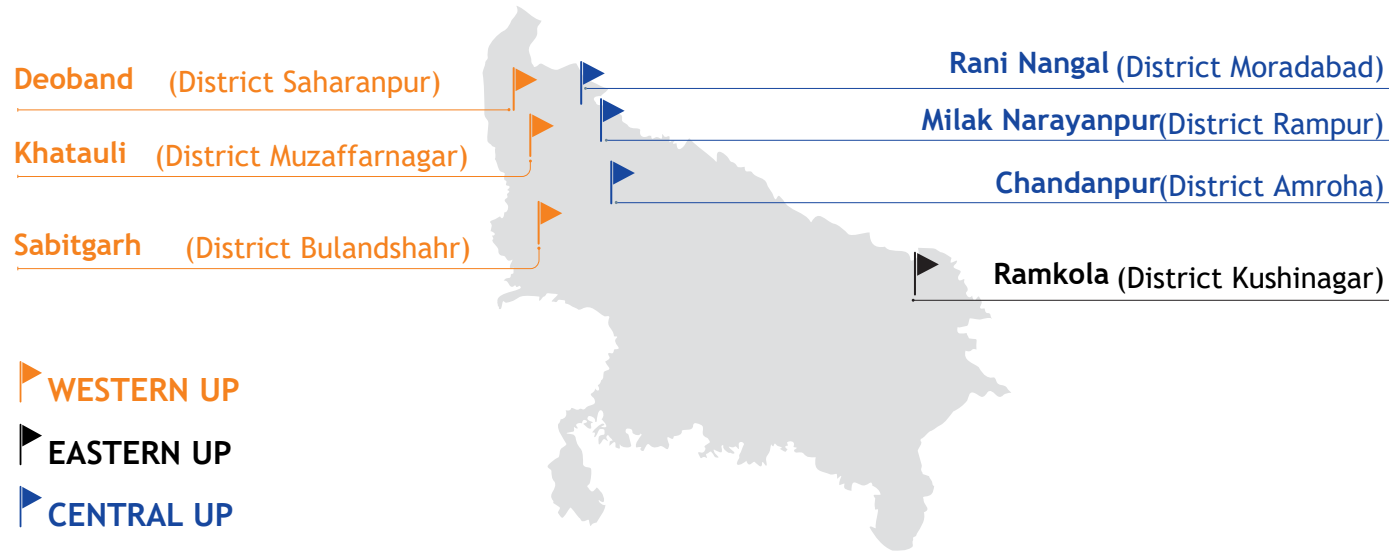 Deoband (District Saharanpur)
Khatauli (District Muzaffarnagar)
Sabitgarh (District Bulandshahr)
Rani Nangal (District Moradabad)
Milak Narayanpur(District Rampur)
Chandanpur(District Amroha)
Ramkola (District Kushinagar)
WESTERN UP
EASTERN UP
CENTRAL UP